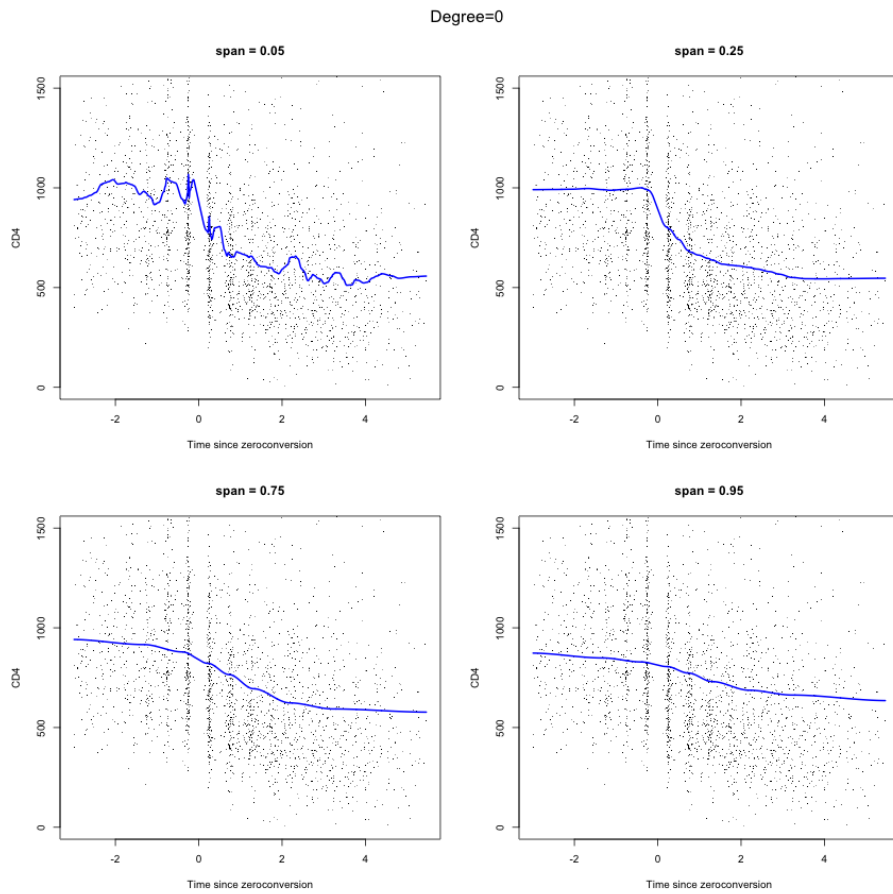 Degree=0
span = 0.05
1500
1000
500
0
CD4
-2 0 2 4
Time since zeroconversion
span = 0.25
1500
1000
500
0
CD4
-2 0 2 4
Time since zeroconversion
span = 0.75
1500
1000
500
0
CD4
-2 0 2 4
Time since zeroconversion
span = 0.95
1500
1000
500
0
CD4
-2 0 2 4
Time since zeroconversion